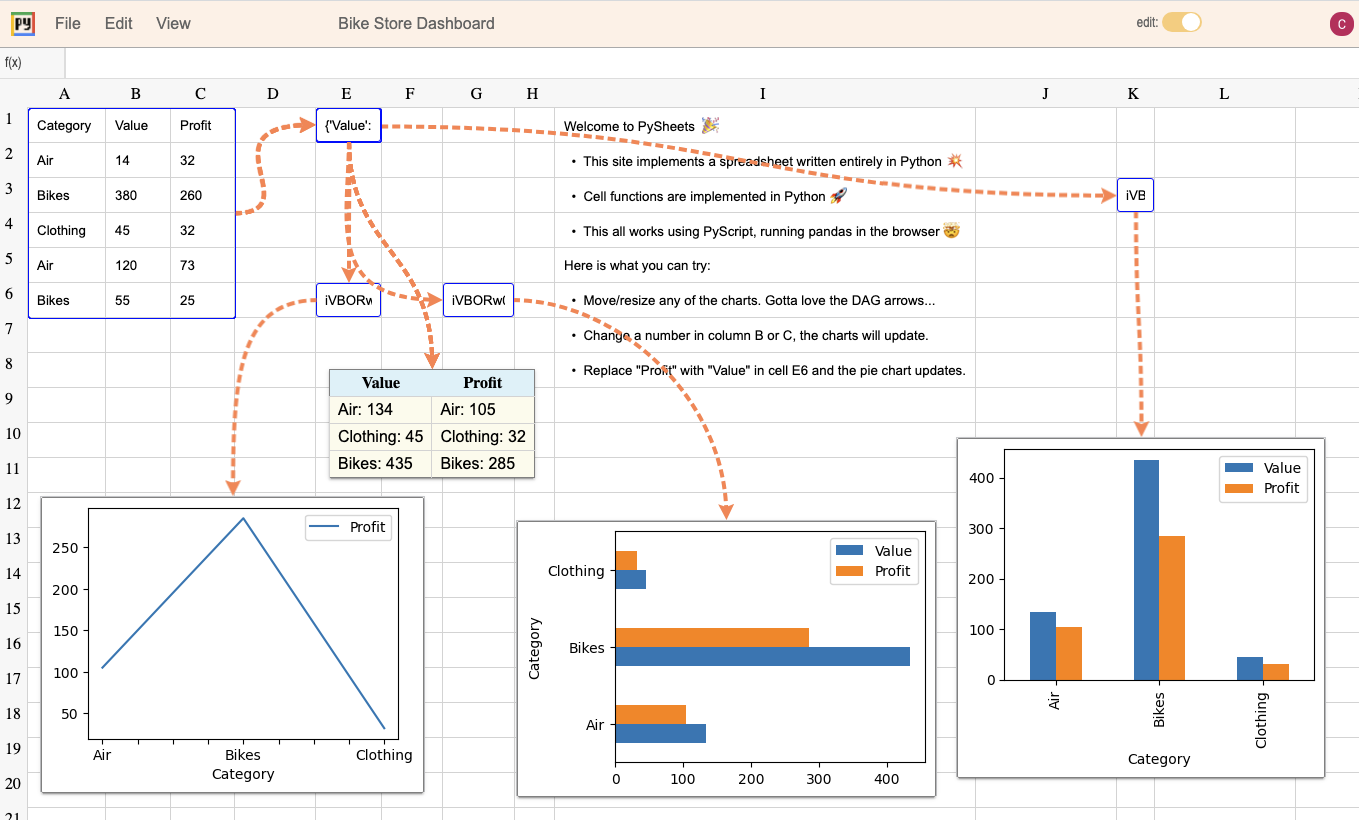 py File Edit View Bike Store Dashboard edit: C
f(x)
A B C D E F G H I J K L
1 Category Value Profit {'Value': Welcome to PySheets 🎉
2 Air 14 32 • This site implements a spreadsheet written entirely in Python 💥
3 Bikes 380 260 • Cell functions are implemented in Python 🚀 iVB
4 Clothing 45 32 • This all works using PyScript, running pandas in the browser 🤯
5 Air 120 73 Here is what you can try:
6 Bikes 55 25 iVBORw iVBORw( • Move/resize any of the charts. Gotta love the DAG arrows...
7 • Change a number in column B or C, the charts will update.
8 • Replace "Profit" with "Value" in cell E6 and the pie chart updates.
9
10
11
12
13
14
15
16
17
18
19
20
21
Value Profit
Air: 134 Air: 105
Clothing: 45 Clothing: 32
Bikes: 435 Bikes: 285
Profit
250
200
150
100
50
Air Bikes Clothing
Category
Value
Profit
Category
Clothing
Bikes
Air
0 100 200 300 400
Value
Profit
400
300
200
100
0
Air Bikes Clothing
Category